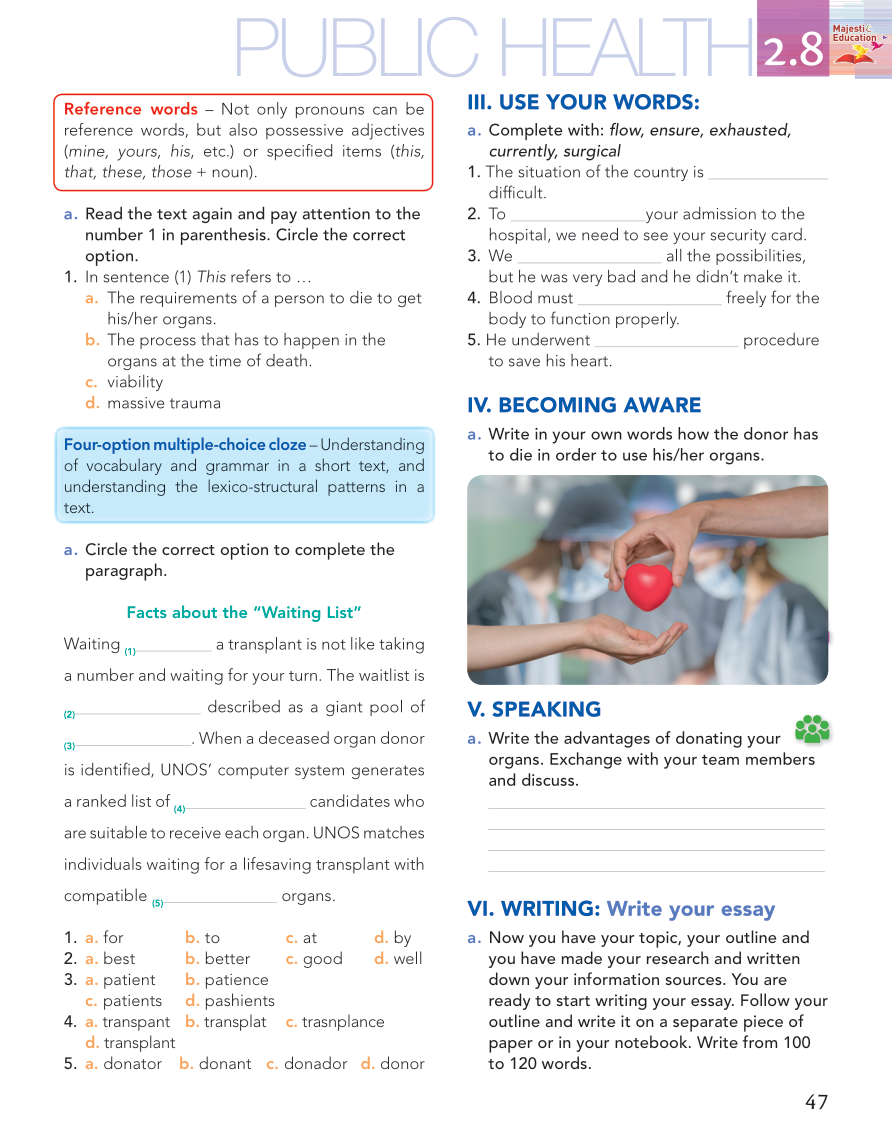 PUBLIC HEALTH
2.8
Majestic
Education
Reference words – Not only pronouns can be
reference words, but also possessive adjectives
(mine, yours, his, etc.) or specified items (this,
that, these, those + noun).
a. Read the text again and pay attention to the
number 1 in parenthesis. Circle the correct
option.
1. In sentence (1) This refers to …
a. The requirements of a person to die to get
his/her organs.
b. The process that has to happen in the
organs at the time of death.
c. viability
d. massive trauma
Four-option multiple-choice cloze – Understanding
of vocabulary and grammar in a short text, and
understanding the lexico-structural patterns in a
text.
a. Circle the correct option to complete the
paragraph.
Facts about the “Waiting List”
Waiting (1)__________ a transplant is not like taking
a number and waiting for your turn. The waitlist is
(2)__________ described as a giant pool of
(3)__________. When a deceased organ donor
is identified, UNOS’ computer system generates
a ranked list of (4)__________ candidates who
are suitable to receive each organ. UNOS matches
individuals waiting for a lifesaving transplant with
compatible (5)__________ organs.
1. a. for b. to c. at d. by
2. a. best b. better c. good d. well
3. a. patient b. patience
c. patients d. pashients
4. a. transpant b. transplat c. trasnplance
d. transplant
5. a. donator b. donant c. donador d. donor
III. USE YOUR WORDS:
a. Complete with: flow, ensure, exhausted,
currently, surgical
1. The situation of the country is __________
difficult.
2. To __________ your admission to the
hospital, we need to see your security card.
3. We __________ all the possibilities,
but he was very bad and he didn’t make it.
4. Blood must __________ freely for the
body to function properly.
5. He underwent __________ procedure
to save his heart.
IV. BECOMING AWARE
a. Write in your own words how the donor has
to die in order to use his/her organs.
V. SPEAKING
a. Write the advantages of donating your
organs. Exchange with your team members
and discuss.
VI. WRITING: Write your essay
a. Now you have your topic, your outline and
you have made your research and written
down your information sources. You are
ready to start writing your essay. Follow your
outline and write it on a separate piece of
paper or in your notebook. Write from 100
to 120 words.
47